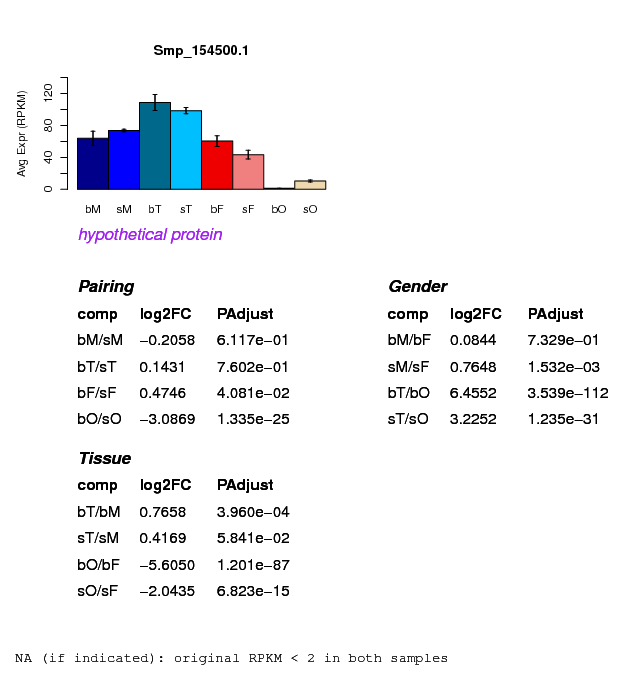 Smp_154500.1
Avg Expr (RPKM)
0 40 80 120
bM sM bT sT bF sF bO sO
hypothetical protein
Pairing
comp log2FC PAdjust
bM/sM −0.2058 6.117e−01
bT/sT 0.1431 7.602e−01
bF/sF 0.4746 4.081e−02
bO/sO −3.0869 1.335e−25
Gender
comp log2FC PAdjust
bM/bF 0.0844 7.329e−01
sM/sF 0.7648 1.532e−03
bT/bO 6.4552 3.539e−112
sT/sO 3.2252 1.235e−31
Tissue
comp log2FC PAdjust
bT/bM 0.7658 3.960e−04
sT/sM 0.4169 5.841e−02
bO/bF −5.6050 1.201e−87
sO/sF −2.0435 6.823e−15
NA (if indicated): original RPKM < 2 in both samples